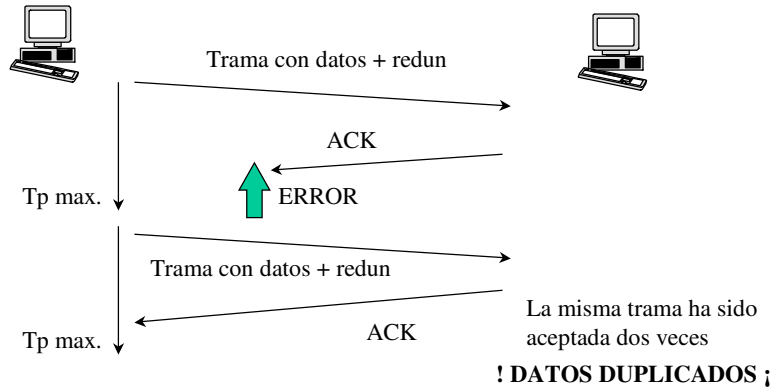 Trama con datos + redun
ACK
Tp max.
ERROR
Trama con datos + redun
ACK
Tp max.
La misma trama ha sido
aceptada dos veces
! DATOS DUPLICADOS ¡